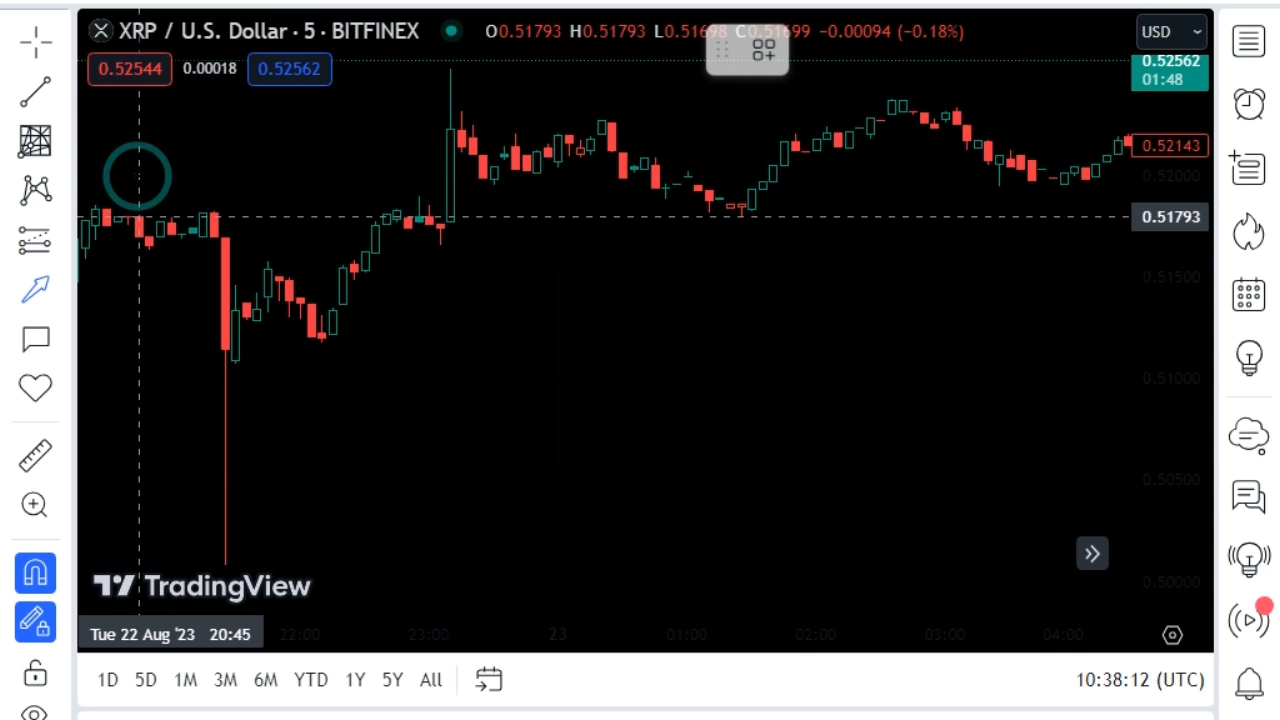 XRP / U.S. Dollar · 5 · BITFINEX
O0.51793 H0.51793 L0.51698 C0.51699 −0.00094 (−0.18%)
USD
0.52544
0.00018
0.52562
0.52562
01:48
0.52143
0.52000
0.51793
0.51500
0.51000
0.50500
0.50000
TradingView
Tue 22 Aug '23 20:45
22:00
23:00
23
01:00
02:00
03:00
04:00
1D
5D
1M
3M
6M
YTD
1Y
5Y
All
10:38:12 (UTC)